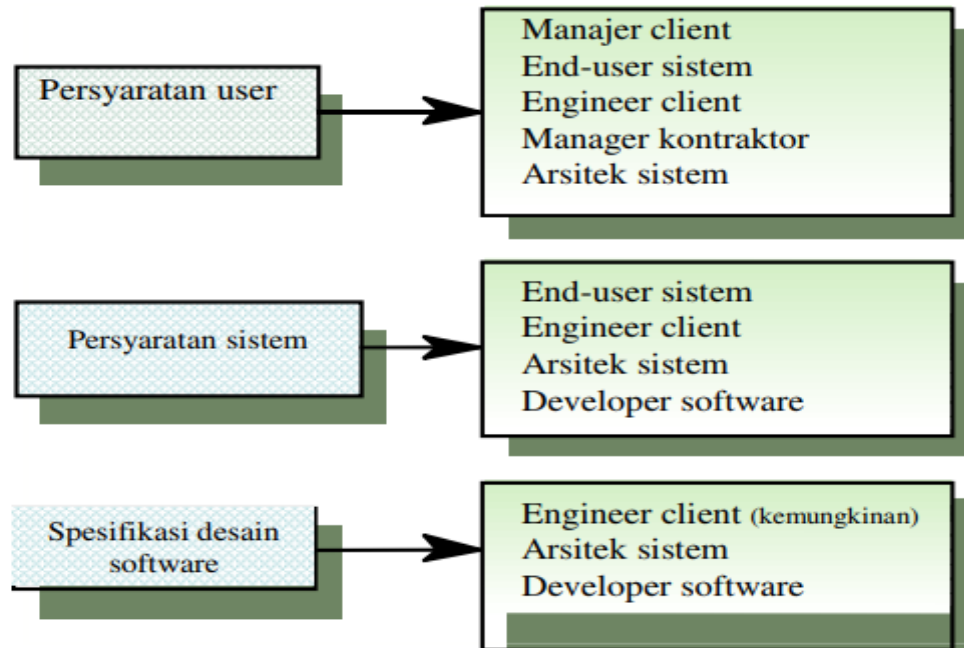 Persyaratan user
Manajer client
End-user sistem
Engineer client
Manager kontraktor
Arsitek sistem
Persyaratan sistem
End-user sistem
Engineer client
Arsitek sistem
Developer software
Spesifikasi desain
software
Engineer client (kemungkinan)
Arsitek sistem
Developer software